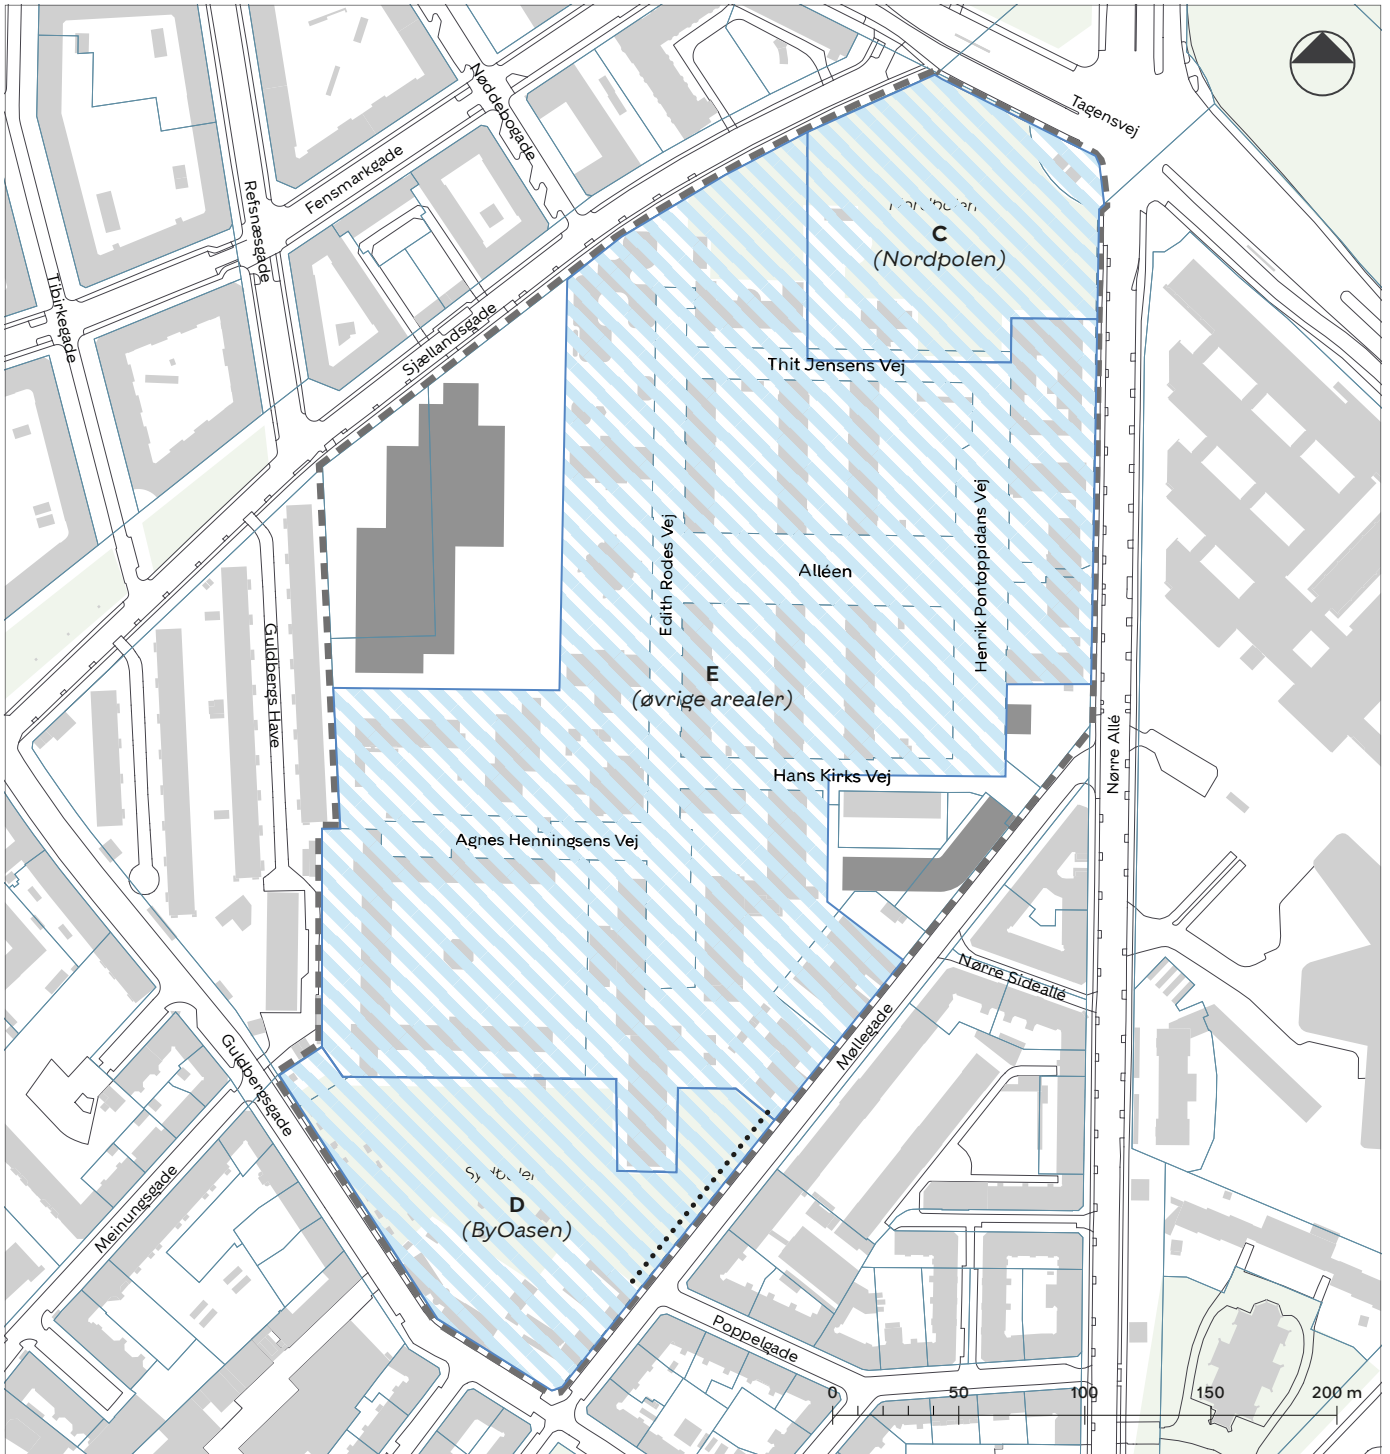 Nøddebogade
Tagensvej
Fensmarkgade
Refsnæsgade
C
(Nordpolen)
Tibirkegade
Sjællandsgade
Thit Jensens Vej
Edith Rodes Vej
Henrik Pontoppidans Vej
Alléen
Guldbergs Have
E
(øvrige arealer)
Nørre Allé
Hans Kirks Vej
Agnes Henningsens Vej
Nørre Sideallé
Møllegade
Guldbergsgade
Meinungsgade
D
(ByOasen)
Poppelgade
0 50 100 150 200 m